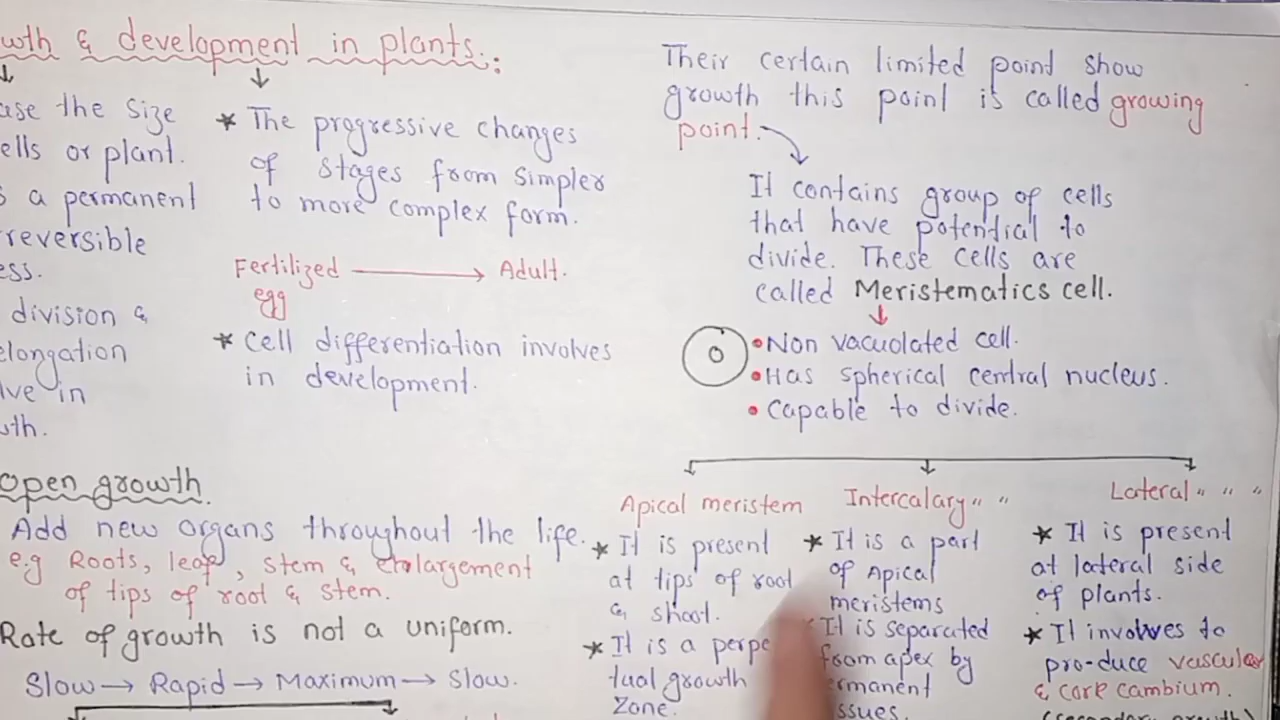 wth & development in plants:
ase the size
ells or plant.
s a permanent
reversible
ess.
division &
elongation
lve in
wth.
* The progressive changes
of stages from simpler
to more complex form.
Fertilized → Adult.
egg
* Cell differentiation involves
in development.
Open growth.
Add new organs throughout the life.
e.g Roots, leaf, stem & enlargement
of tips of root & stem.
Rate of growth is not a uniform.
Slow → Rapid → Maximum → Slow.
Their certain limited point show
growth this point is called growing
point.
It contains group of cells
that have potential to
divide. These cells are
called Meristematics cell.
• Non vacuolated cell.
• Has spherical central nucleus.
• Capable to divide.
Apical meristem
* It is present
at tips of root
& shoot.
* It is a perpe
tual growth
Zone.
Intercalary " "
* It is a part
of Apical
meristems
It is separated
from apex by
ermanent
issues.
Lateral " " "
* It is present
at lateral side
of plants.
* It involves to
pro-duce vascular
& cork cambium.
(secondary growth)